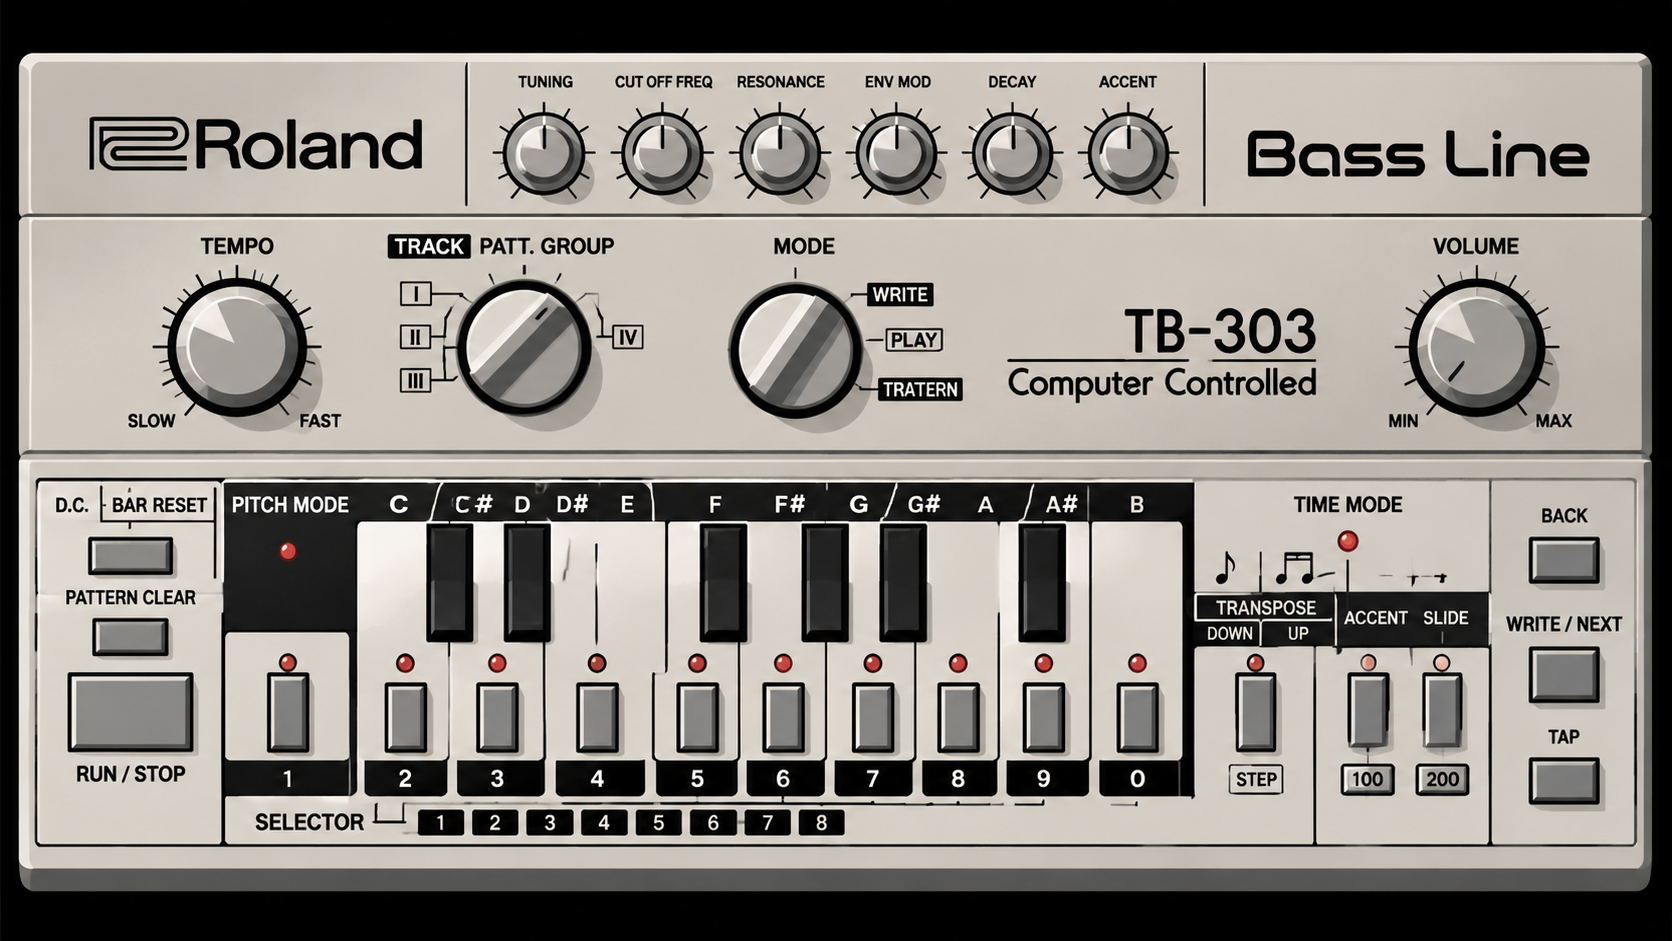 Roland
TUNING CUT OFF FREQ RESONANCE ENV MOD DECAY ACCENT
Bass Line
TEMPO
SLOW FAST
TRACK PATT. GROUP
I
II
III
IV
MODE
WRITE
PLAY
TRATERN
TB-303
Computer Controlled
VOLUME
MIN MAX
D.C. BAR RESET
PATTERN CLEAR
RUN / STOP
PITCH MODE C C# D D# E F F# G G# A A# B
1 2 3 4 5 6 7 8 9 0
SELECTOR 1 2 3 4 5 6 7 8
TIME MODE
TRANSPOSE
DOWN UP
ACCENT SLIDE
STEP 100 200
BACK
WRITE / NEXT
TAP